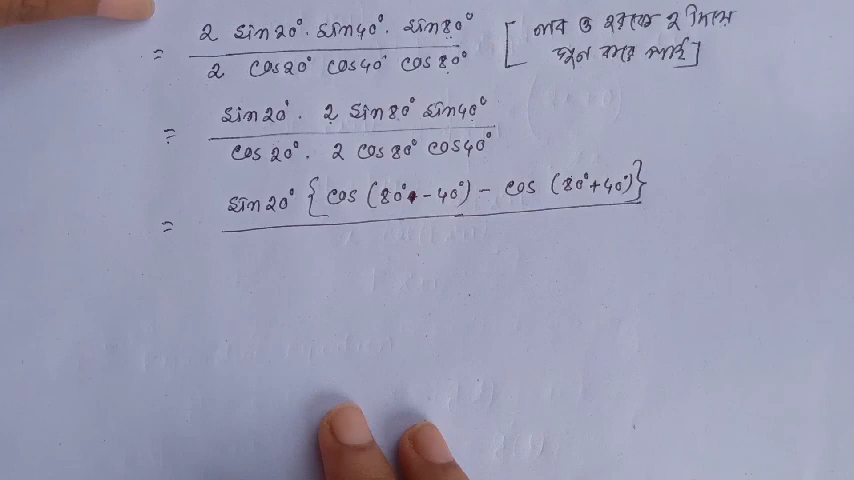 = 2 sin20°. sin40°. sin80° / 2 cos20° cos40° cos80° [লব ও হরকে 2 দিয়ে
গুন করে পাই]
= sin20°. 2 sin80° sin40° / cos20°. 2 cos80° cos40°
= sin20° {cos (80° - 40°) - cos (80°+40°)}